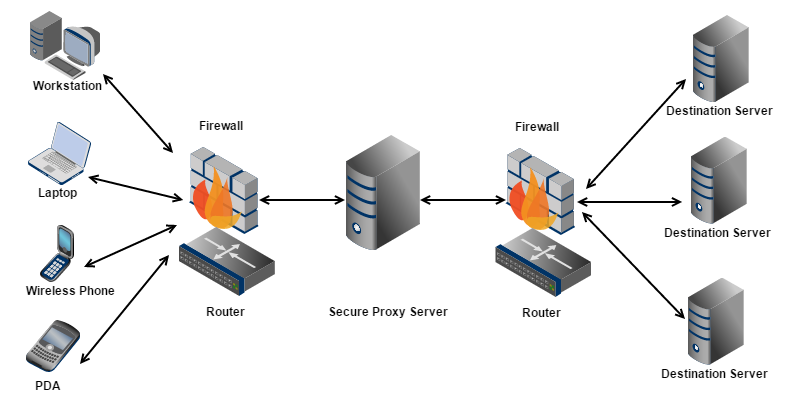 Workstation
Laptop
Wireless Phone
PDA
Firewall
Router
Secure Proxy Server
Firewall
Router
Destination Server
Destination Server
Destination Server